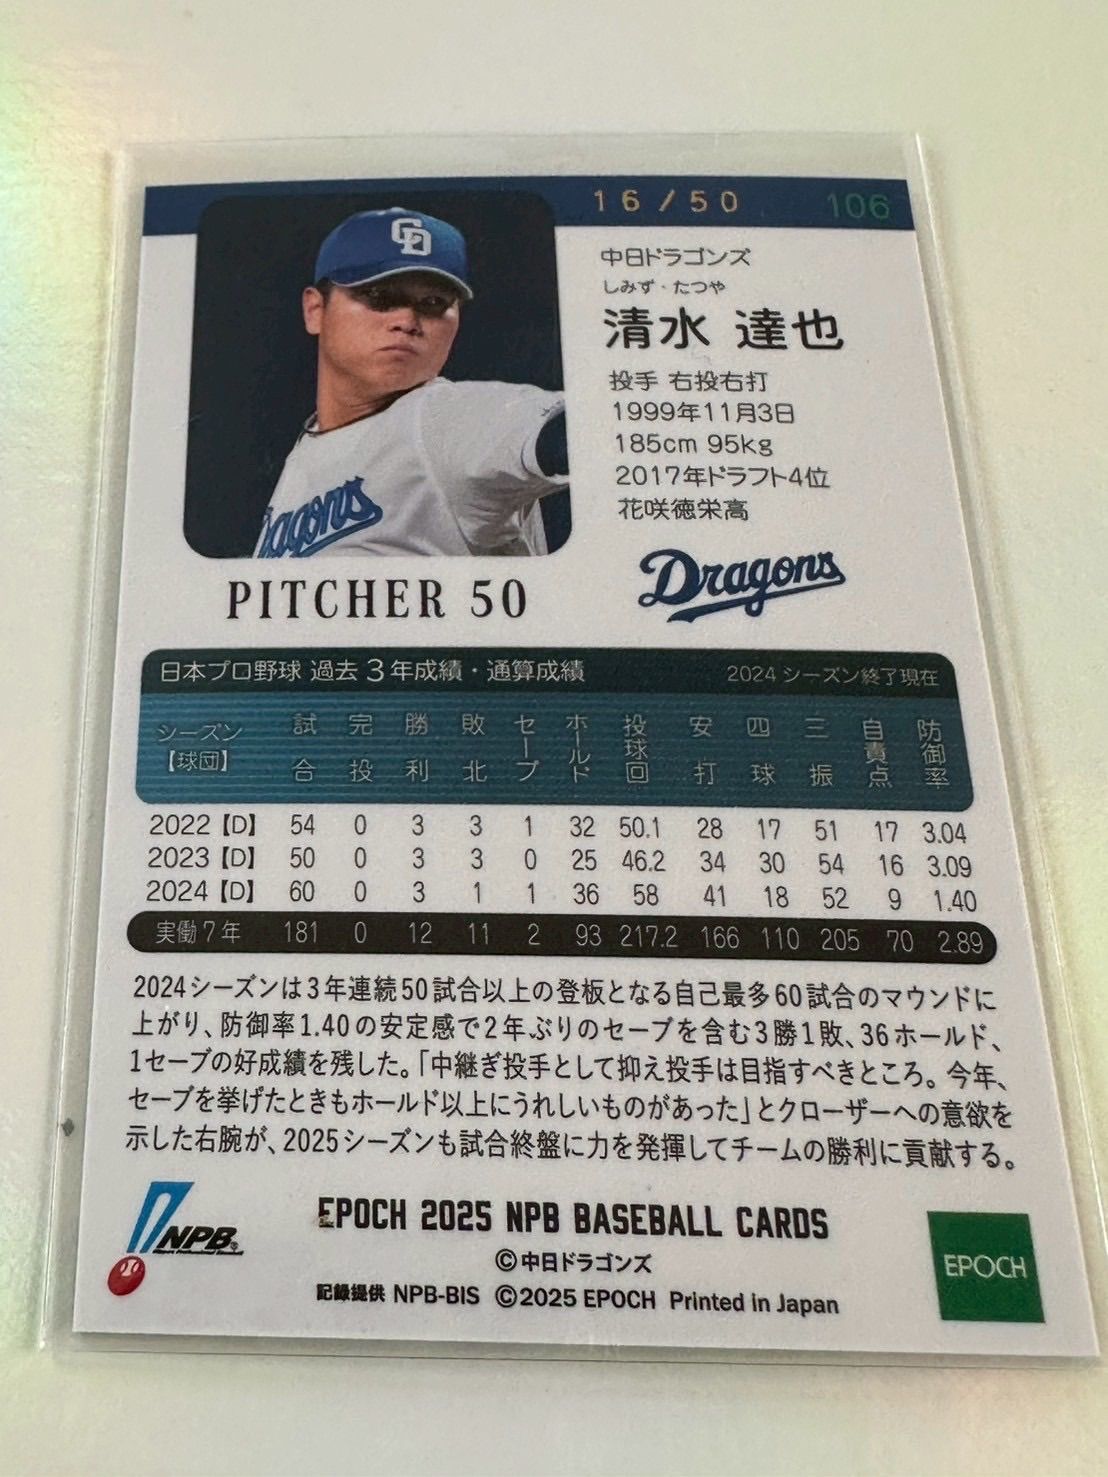 16/50 106
中日ドラゴンズ
しみず・たつや
清水 達也
投手 右投右打
1999年11月3日
185cm 95kg
2017年ドラフト4位
花咲徳栄高
Dragons
CD
Dragons
PITCHER 50
日本プロ野球 過去3年成績・通算成績 2024シーズン終了現在
シーズン【球団】 試合 完投 勝利 敗北 セーブ ホールド 投球回 安打 四球 三振 自責点 防御率
2022【D】 54 0 3 3 1 32 50.1 28 17 51 17 3.04
2023【D】 50 0 3 3 0 25 46.2 34 30 54 16 3.09
2024【D】 60 0 3 1 1 36 58 41 18 52 9 1.40
実働7年 181 0 12 11 2 93 217.2 166 110 205 70 2.89
2024シーズンは3年連続50試合以上の登板となる自己最多60試合のマウンドに
上がり、防御率1.40の安定感で2年ぶりのセーブを含む3勝1敗、36ホールド、
1セーブの好成績を残した。「中継ぎ投手として抑え投手は目指すべきところ。今年、
セーブを挙げたときもホールド以上にうれしいものがあった」とクローザーへの意欲を
示した右腕が、2025シーズンも試合終盤に力を発揮してチームの勝利に貢献する。
NPB
EPOCH 2025 NPB BASEBALL CARDS
©中日ドラゴンズ
記録提供 NPB-BIS ©2025 EPOCH Printed in Japan
EPOCH